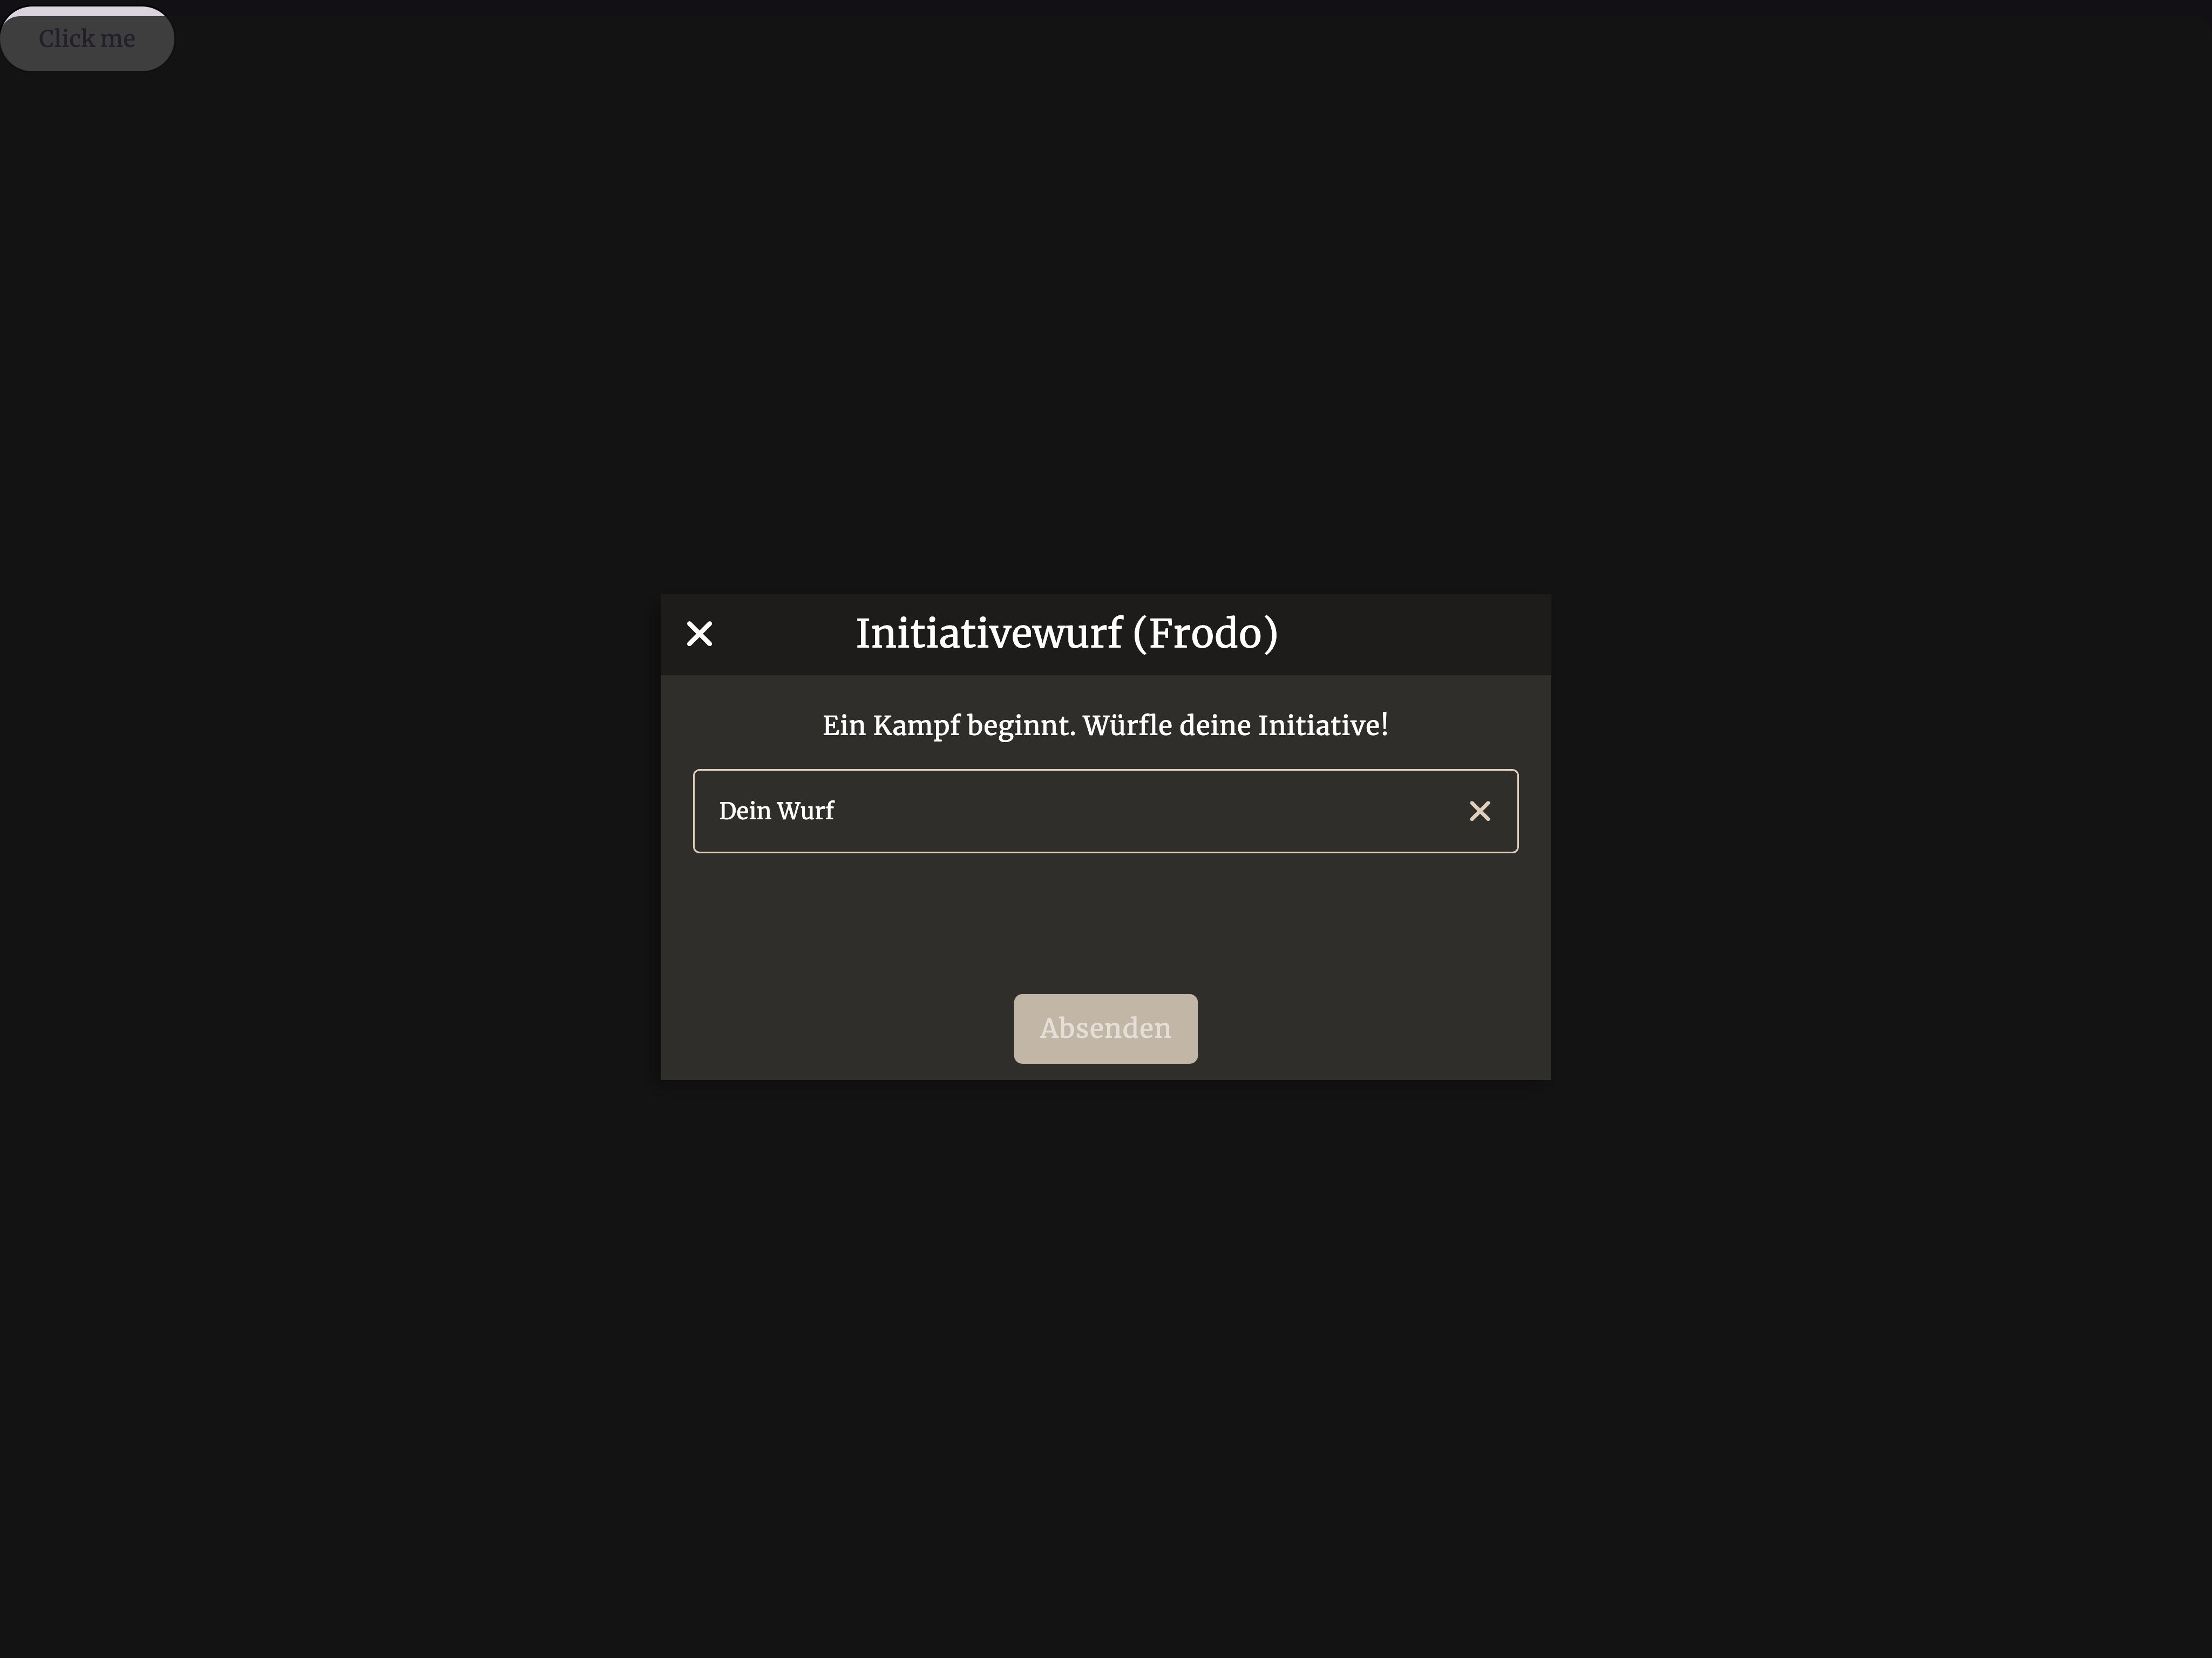 Click me
Initiativewurf (Frodo)
Ein Kampf beginnt. Würfle deine Initiative!
Dein Wurf
Absenden